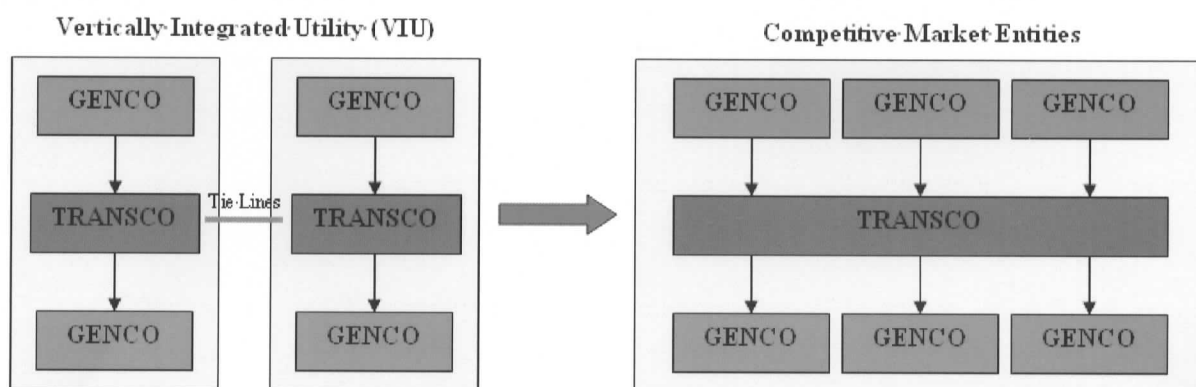 Vertically Integrated Utility (VIU)
Competitive Market Entities
GENCO GENCO GENCO GENCO GENCO
Tie Lines
TRANSCO TRANSCO TRANSCO
GENCO GENCO GENCO GENCO GENCO